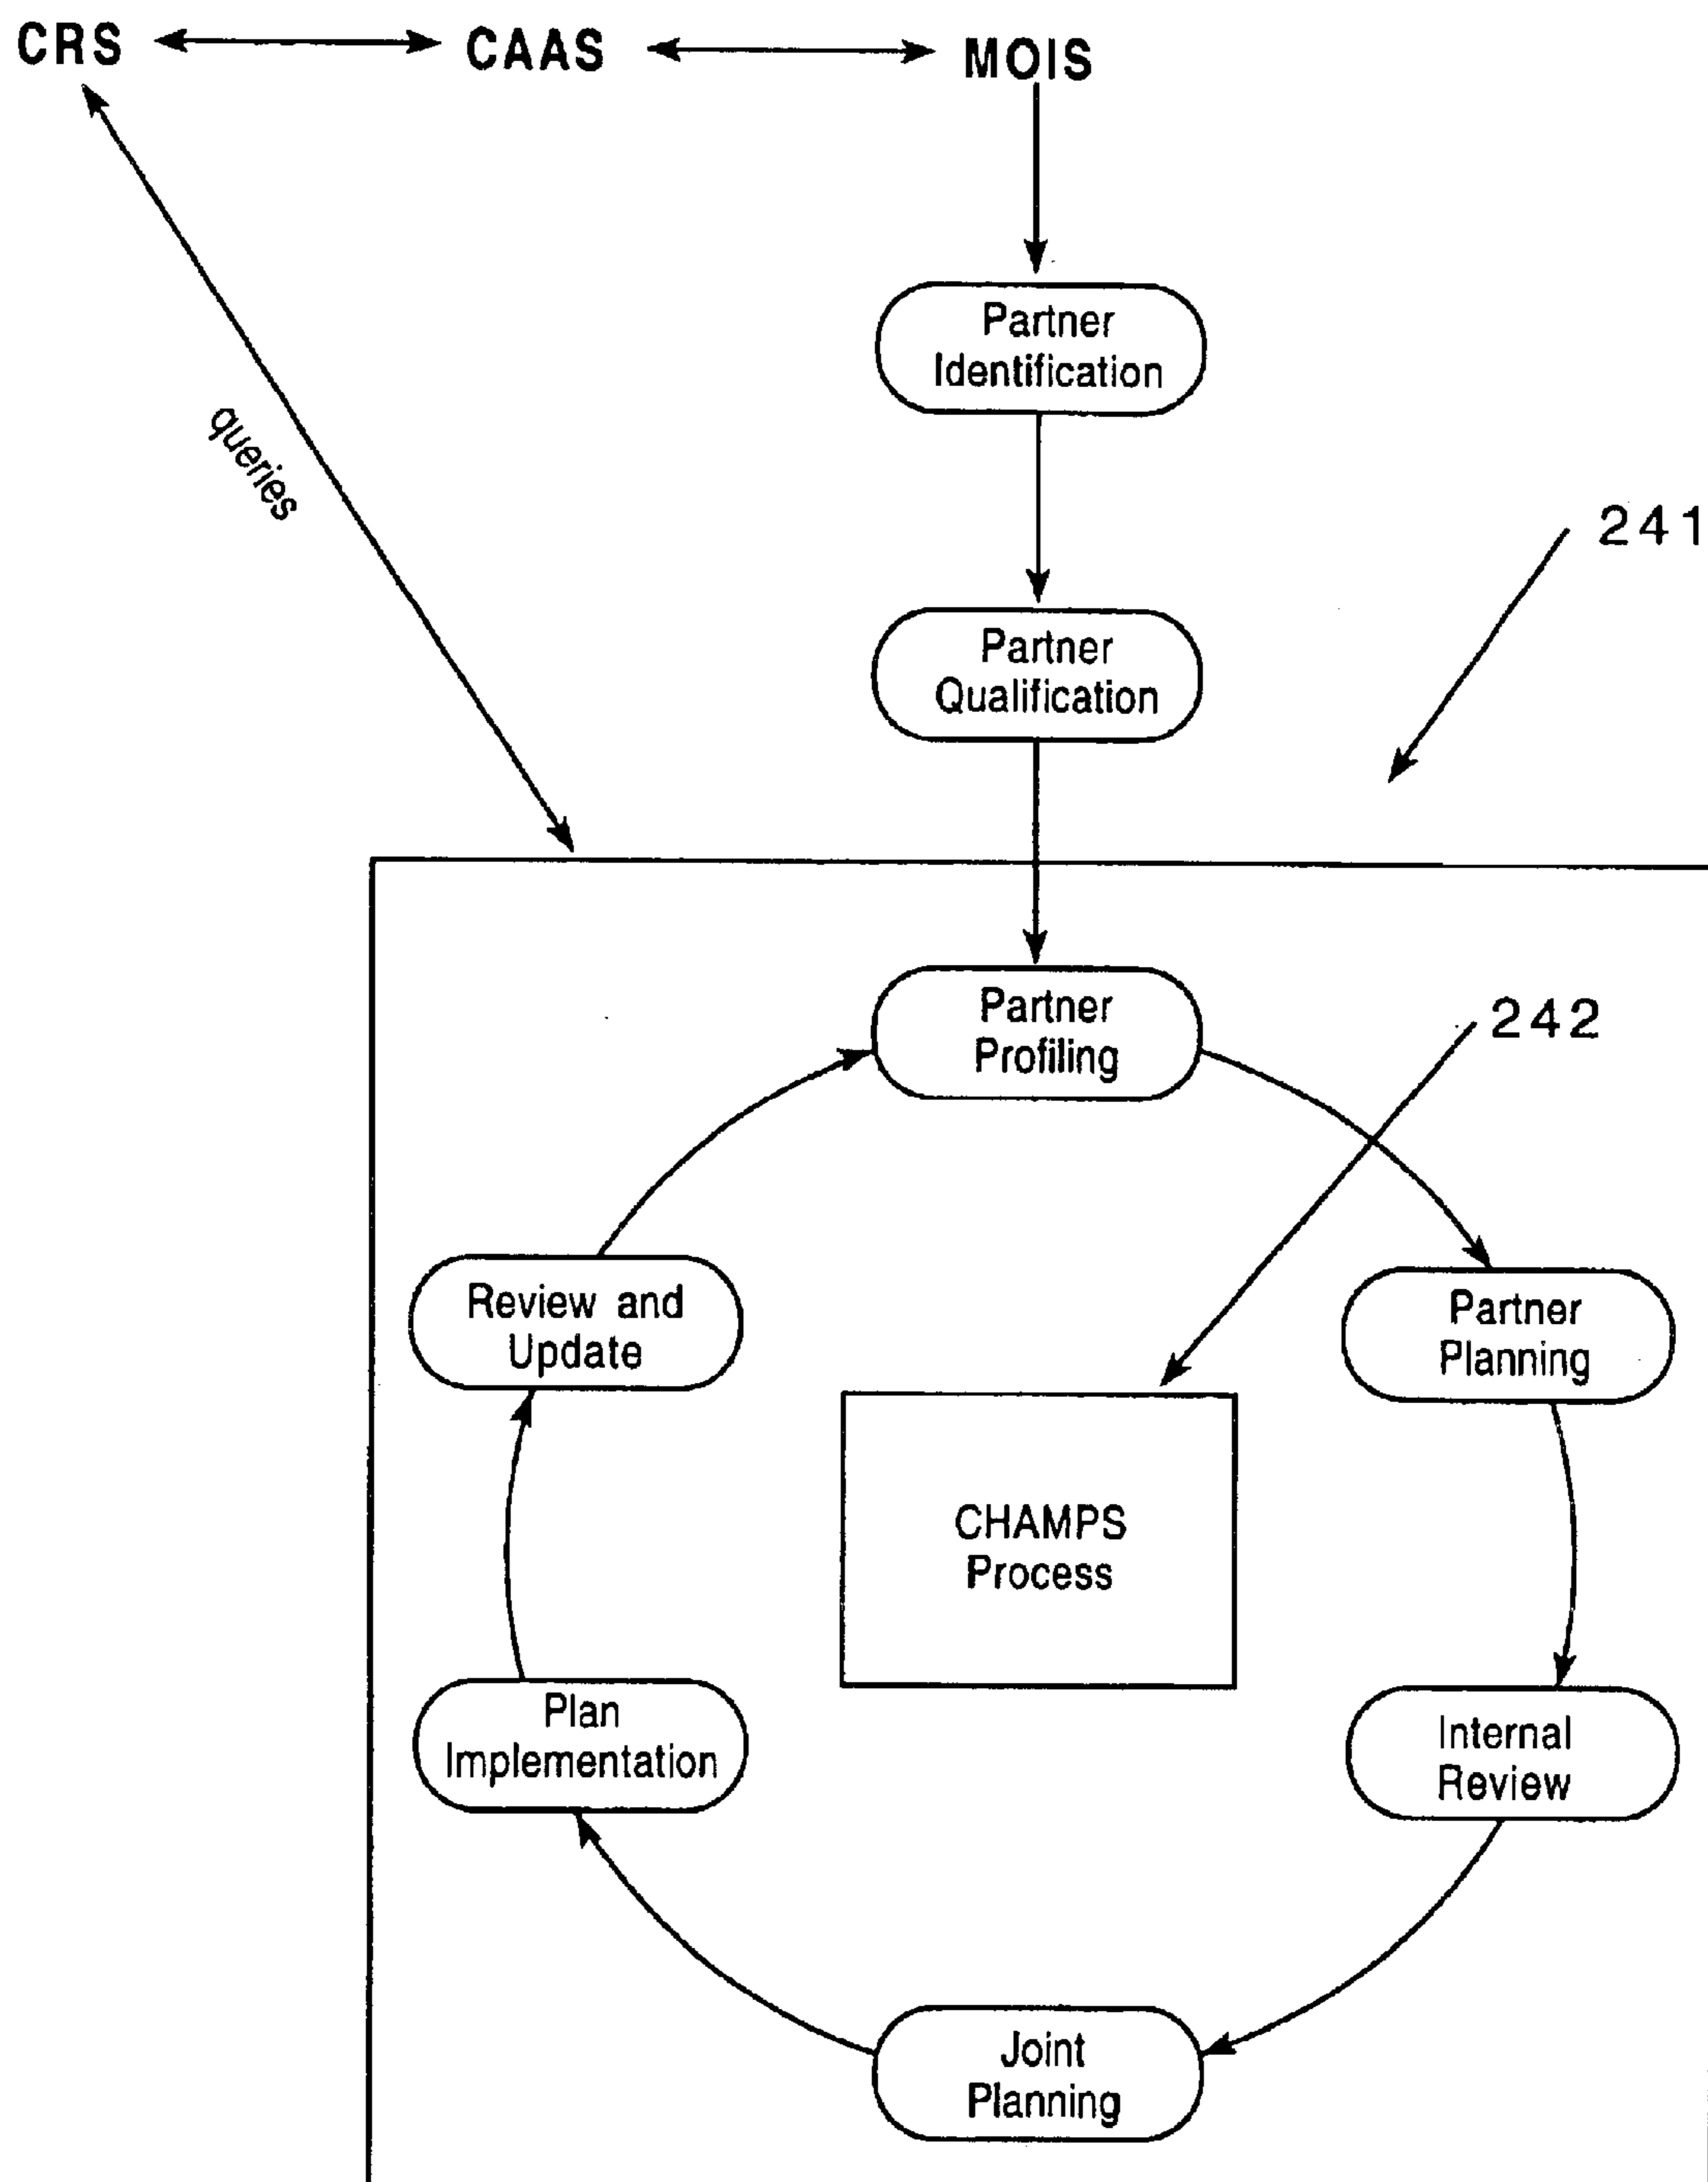 CRS CAAS MOIS
Partner
Identification
queries
241
Partner
Qualification
Partner
Profiling
242
Review and
Update
Partner
Planning
CHAMPS
Process
Plan
Implementation
Internal
Review
Joint
Planning